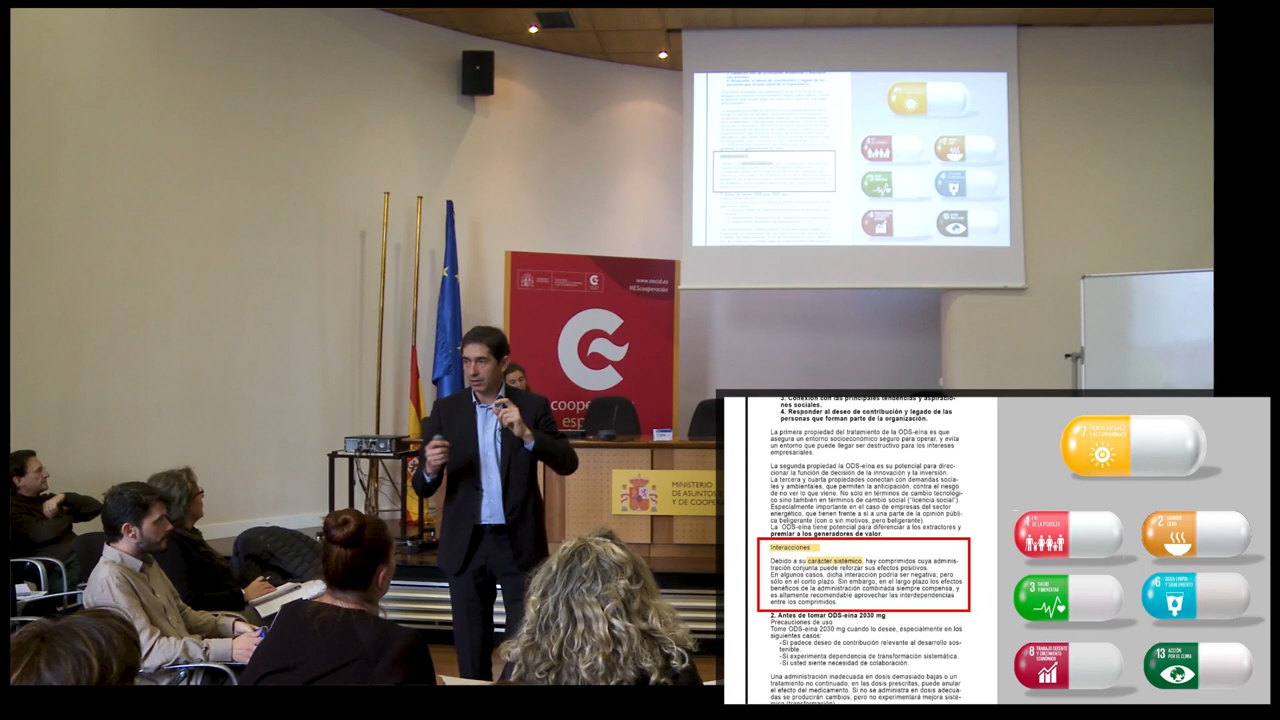 www.aecid.es
#EScooperación
coope
esp
MINISTERIO
DE ASUNTOS E
Y DE COOPER
3. Conexión con las principales tendencias y aspiracio-
nes sociales.
4. Responder al deseo de contribución y legado de las
personas que forman parte de la organización.
La primera propiedad del tratamiento de la ODS-eína es que
asegura un entorno socioeconómico seguro para operar, y evita
un entorno que puede llegar ser destructivo para los intereses
empresariales.
La segunda propiedad la ODS-eína es su potencial para direc-
cionar la función de decisión de la innovación y la inversión.
La tercera y cuarta propiedades conectan con demandas socia-
les y ambientales, que permiten la anticipación, contra el riesgo
de no ver lo que viene. No sólo en términos de cambio tecnológi-
co sino también en términos de cambio social ("licencia social").
Especialmente importante en el caso de empresas del sector
energético, que tienen frente a sí a una parte de la opinión públi-
ca beligerante (con o sin motivos, pero beligerante).
La ODS-eína tiene potencial para diferenciar a los extractores y
premiar a los generadores de valor.
Interacciones
Debido a su carácter sistémico, hay comprimidos cuya adminis-
tración conjunta puede reforzar sus efectos positivos.
En algunos casos, dicha interacción podría ser negativa, pero
sólo en el corto plazo. Sin embargo, en el largo plazo los efectos
benéficos de la administración combinada siempre compensa, y
es altamente recomendable aprovechar las interdependencias
entre los comprimidos.
2. Antes de tomar ODS-eína 2030 mg
Precauciones de uso
Tome ODS-eína 2030 mg cuándo lo desee, especialmente en los
siguientes casos:
-Si padece deseo de contribución relevante al desarrollo sos-
tenible.
-Si experimenta dependencia de transformación sistemática.
-Si usted siente necesidad de colaboración.
Una administración inadecuada en dosis demasiado bajas o un
tratamiento no continuado, en las dosis prescritas, puede anular
el efecto del medicamento. Si no se administra en dosis adecua-
das se producirán cambios, pero no experimentará mejora sisté-
mica (transformación).
7
1 FIN
DE LA POBREZA
2 HAMBRE
CERO
3 SALUD
Y BIENESTAR
6 AGUA LIMPIA
Y SANEAMIENTO
8 TRABAJO DECENTE
Y CRECIMIENTO
ECONÓMICO
13 ACCIÓN
POR EL CLIMA